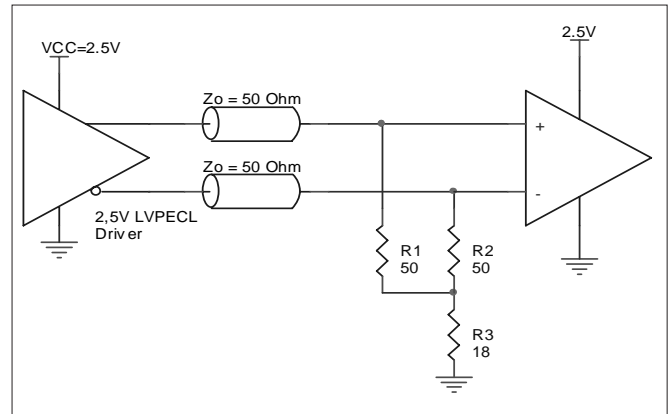 VCC=2.5V
2.5V
Zo = 50 Ohm
+
Zo = 50 Ohm
-
2,5V LVPECL
Driver
R1
50
R2
50
R3
18